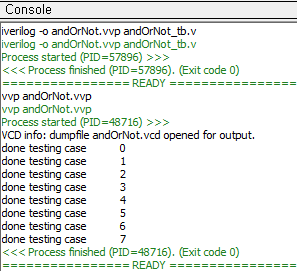 Console
iverilog -o andOrNot.vvp andOrNot_tb.v
iverilog -o andOrNot.vvp andOrNot_tb.v
Process started (PID=57896) >>>
<<< Process finished (PID=57896). (Exit code 0)
================ READY ================
vvp andOrNot.vvp
vvp andOrNot.vvp
Process started (PID=48716) >>>
VCD info: dumpfile andOrNot.vcd opened for output.
done testing case 0
done testing case 1
done testing case 2
done testing case 3
done testing case 4
done testing case 5
done testing case 6
done testing case 7
<<< Process finished (PID=48716). (Exit code 0)
================ READY ================